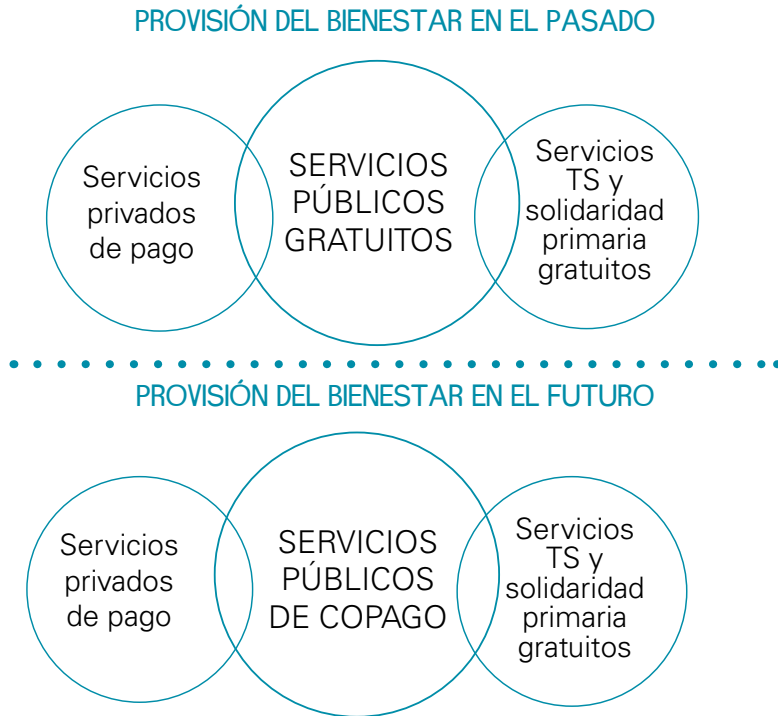 PROVISIÓN DEL BIENESTAR EN EL PASADO
Servicios
privados
de pago
SERVICIOS
PÚBLICOS
GRATUITOS
Servicios
TS y
solidaridad
primaria
gratuitos
PROVISIÓN DEL BIENESTAR EN EL FUTURO
Servicios
privados
de pago
SERVICIOS
PÚBLICOS
DE COPAGO
Servicios
TS y
solidaridad
primaria
gratuitos